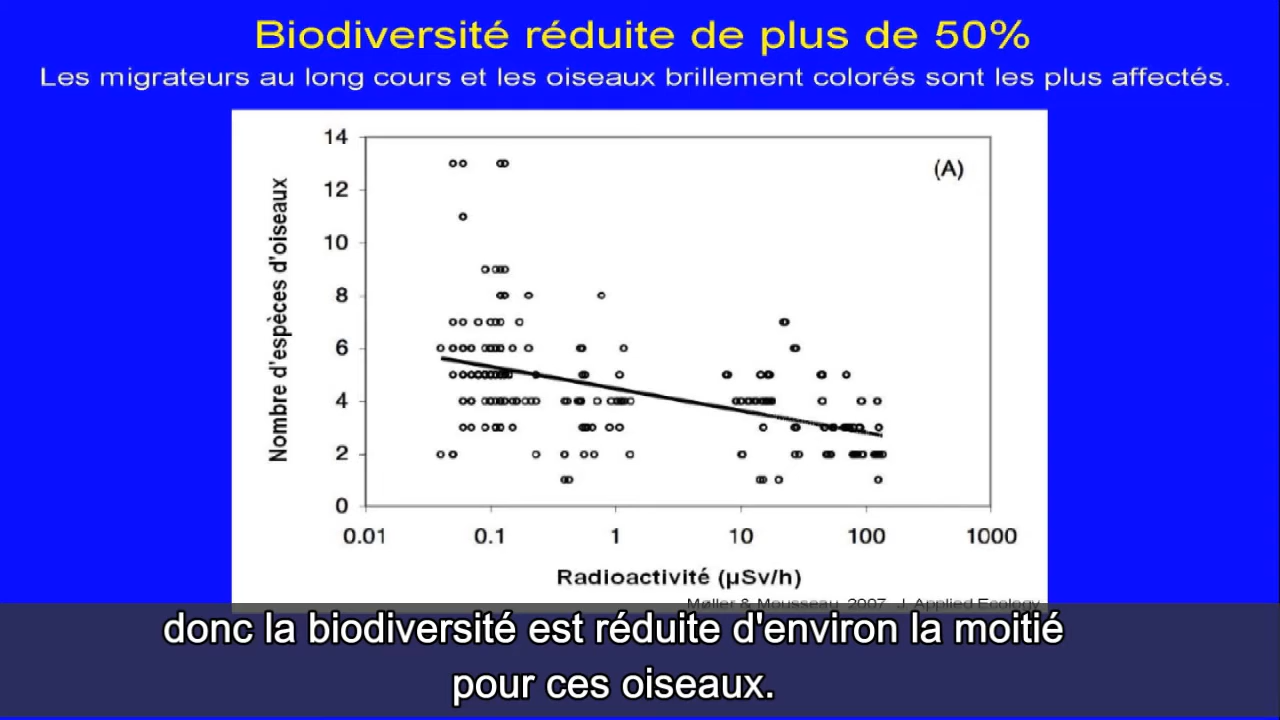 Biodiversité réduite de plus de 50%
Les migrateurs au long cours et les oiseaux brillement colorés sont les plus affectés.
(A)
Nombre d'espèces d'oiseaux
14
12
10
8
6
4
2
0
0.01 0.1 1 10 100 1000
Radioactivité (µSv/h)
Møller & Mousseau 2007 J. Applied Ecology
donc la biodiversité est réduite d'environ la moitié
pour ces oiseaux.